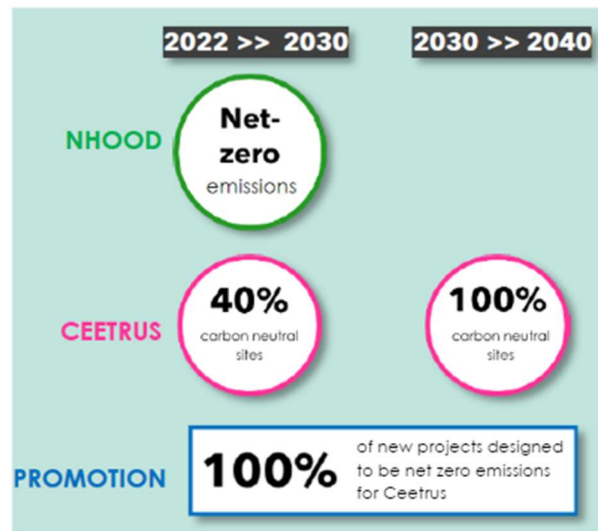 2022 >> 2030
2030 >> 2040
NHOOD
Net-
zero
emissions
CEETRUS
40%
carbon neutral
sites
100%
carbon neutral
sites
PROMOTION
100%
of new projects designed
to be net zero emissions
for Ceetrus